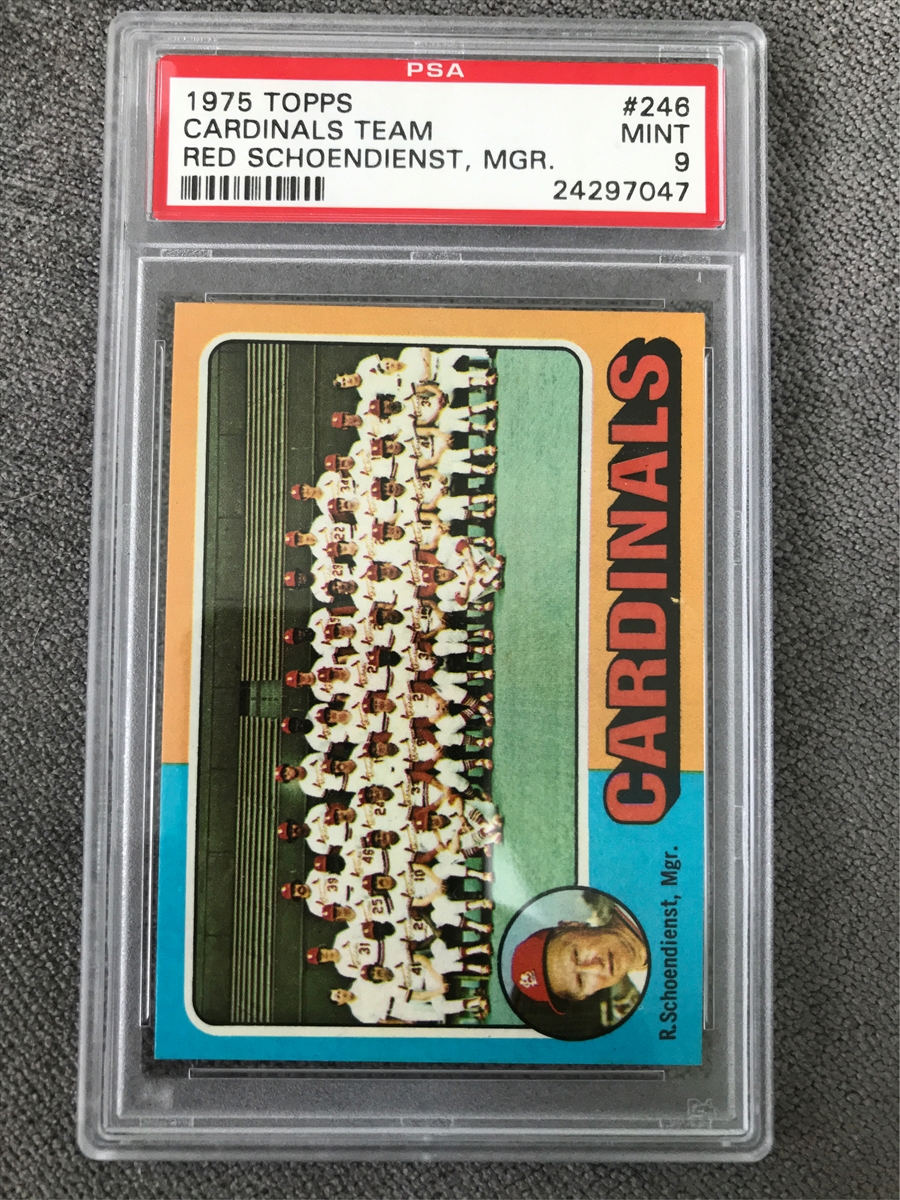 PSA
1975 TOPPS #246
CARDINALS TEAM MINT
RED SCHOENDIENST, MGR. 9
24297047
CARDINALS
R.Schoendienst, Mgr.